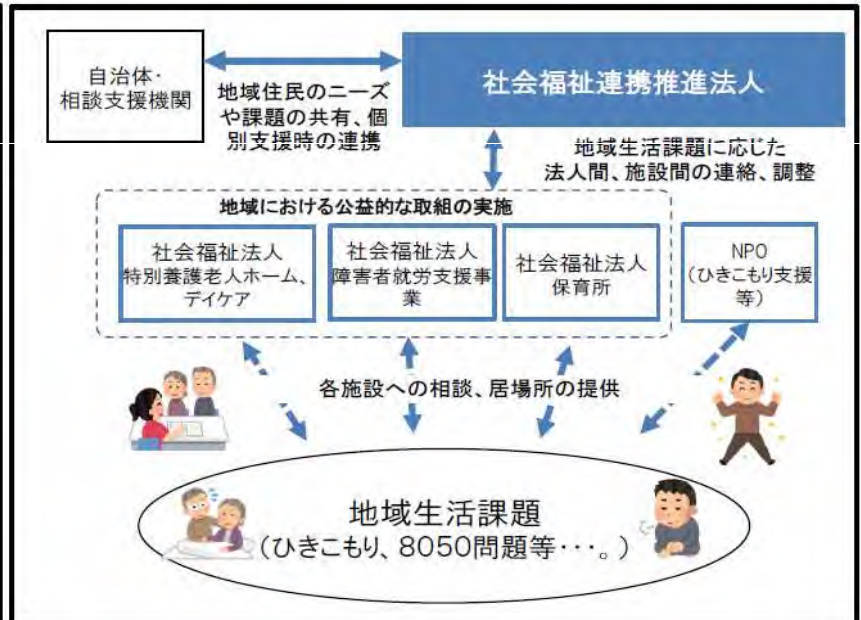 自治体・
相談支援機関
社会福祉連携推進法人
地域住民のニーズ
や課題の共有、個
別支援時の連携
地域生活課題に応じた
法人間、施設間の連絡、調整
地域における公益的な取組の実施
社会福祉法人
特別養護老人ホーム、
デイケア
社会福祉法人
障害者就労支援事
業
社会福祉法人
保育所
NPO
(ひきこもり支援
等)
各施設への相談、居場所の提供
地域生活課題
(ひきこもり、8050問題等・・・。)